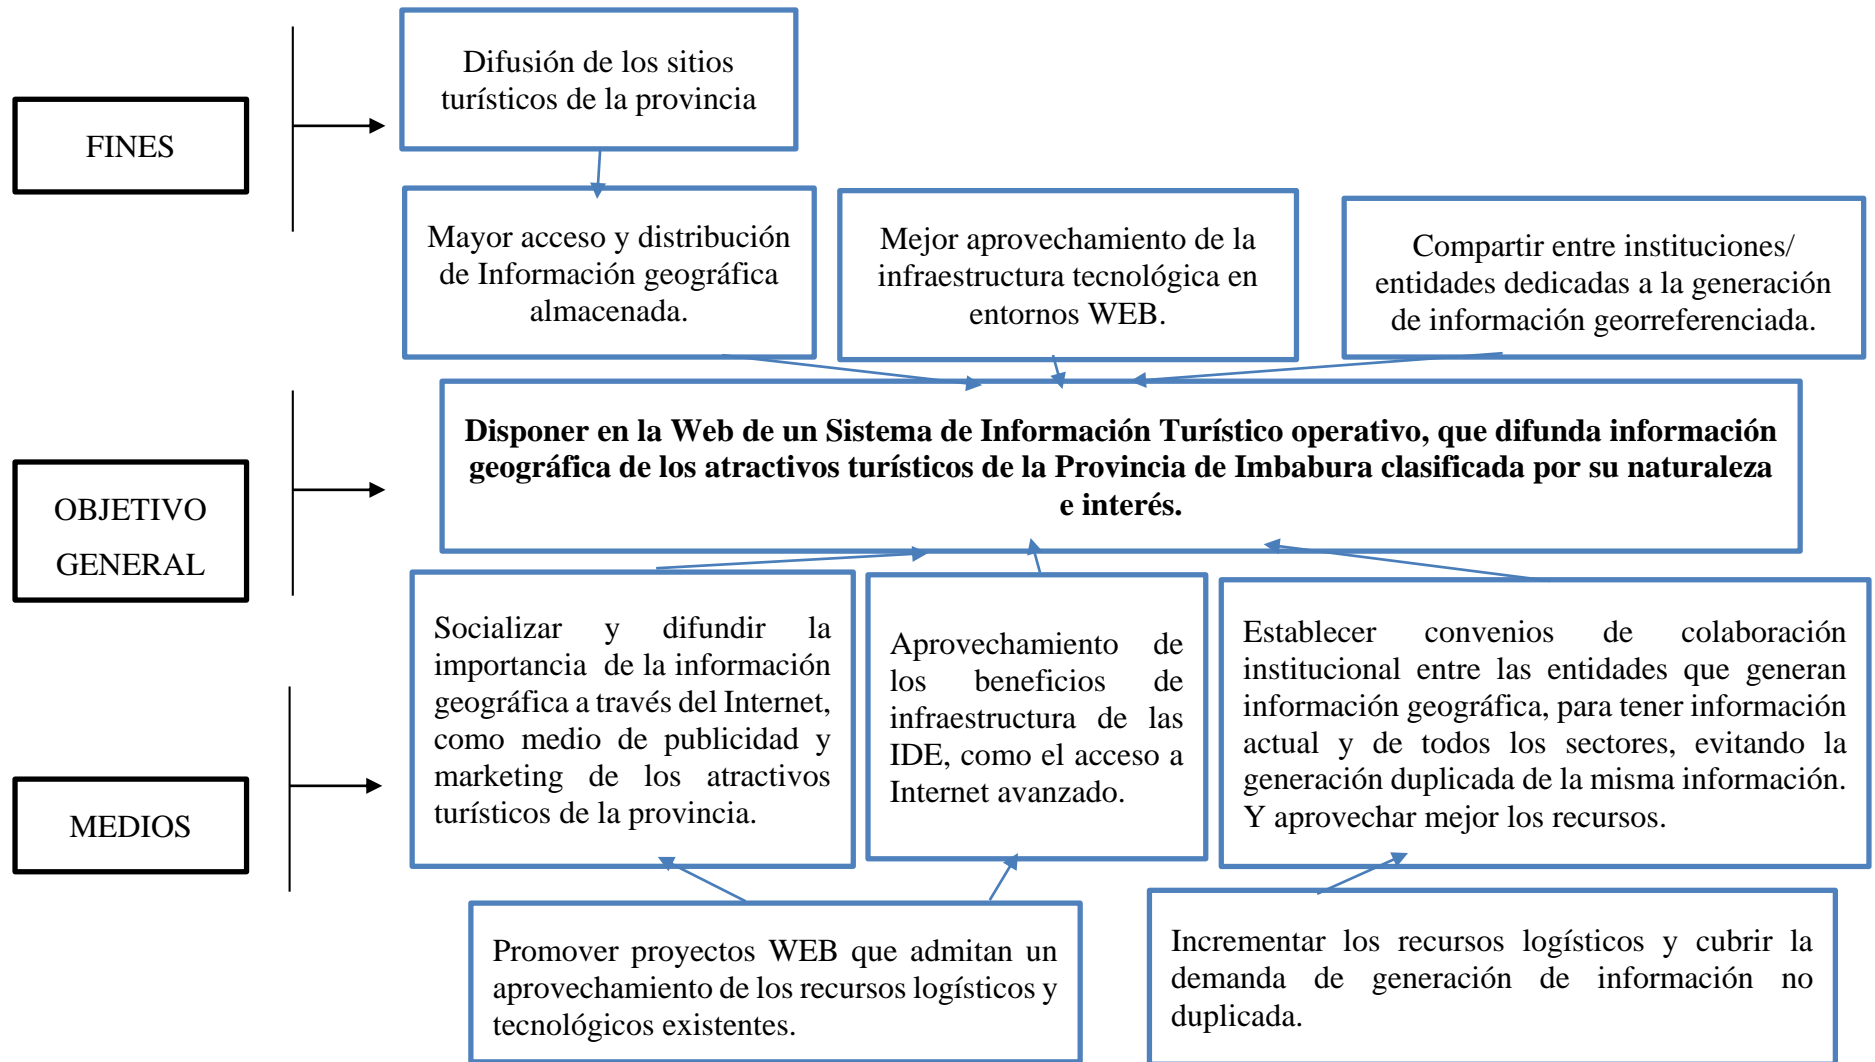 FINES
Difusión de los sitios
turísticos de la provincia
Mayor acceso y distribución
de Información geográfica
almacenada.
Mejor aprovechamiento de la
infraestructura tecnológica en
entornos WEB.
Compartir entre instituciones/
entidades dedicadas a la generación
de información georreferenciada.
OBJETIVO
GENERAL
Disponer en la Web de un Sistema de Información Turístico operativo, que difunda información
geográfica de los atractivos turísticos de la Provincia de Imbabura clasificada por su naturaleza
e interés.
MEDIOS
Socializar y difundir la
importancia de la información
geográfica a través del Internet,
como medio de publicidad y
marketing de los atractivos
turísticos de la provincia.
Aprovechamiento de
los beneficios de
infraestructura de las
IDE, como el acceso a
Internet avanzado.
Establecer convenios de colaboración
institucional entre las entidades que generan
información geográfica, para tener información
actual y de todos los sectores, evitando la
generación duplicada de la misma información.
Y aprovechar mejor los recursos.
Promover proyectos WEB que admitan un
aprovechamiento de los recursos logísticos y
tecnológicos existentes.
Incrementar los recursos logísticos y cubrir la
demanda de generación de información no
duplicada.